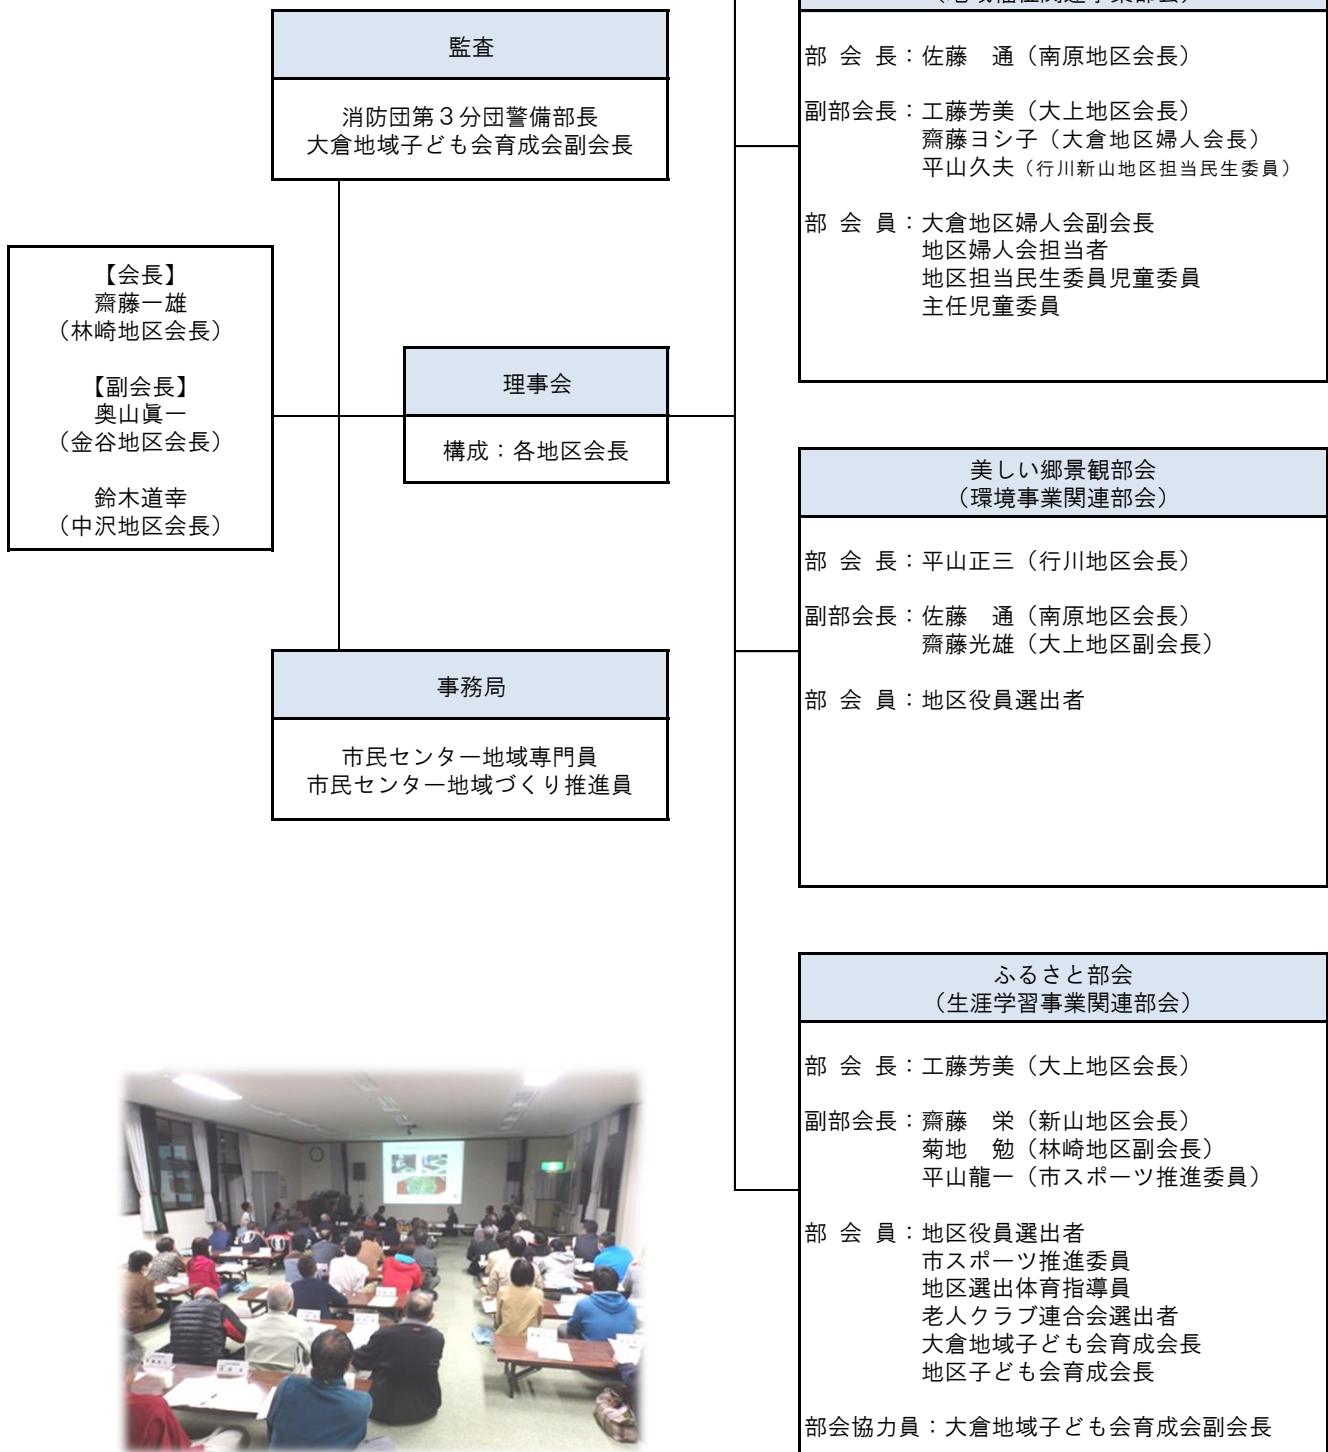 監査
消防団第３分団警備部長
大倉地域子ども会育成会副会長
【会長】
齋藤一雄
（林崎地区会長）
【副会長】
奥山眞一
（金谷地区会長）
鈴木道幸
（中沢地区会長）
理事会
構成：各地区会長
事務局
市民センター地域専門員
市民センター地域づくり推進員
（地域福祉関連事業部会）
部 会 長：佐藤　通（南原地区会長）
副部会長：工藤芳美（大上地区会長）
齋藤ヨシ子（大倉地区婦人会長）
平山久夫（行川新山地区担当民生委員）
部 会 員：大倉地区婦人会副会長
地区婦人会担当者
地区担当民生委員児童委員
主任児童委員
美しい郷景観部会
（環境事業関連部会）
部 会 長：平山正三（行川地区会長）
副部会長：佐藤　通（南原地区会長）
齋藤光雄（大上地区副会長）
部 会 員：地区役員選出者
ふるさと部会
（生涯学習事業関連部会）
部 会 長：工藤芳美（大上地区会長）
副部会長：齋藤　栄（新山地区会長）
菊地　勉（林崎地区副会長）
平山龍一（市スポーツ推進委員）
部 会 員：地区役員選出者
市スポーツ推進委員
地区選出体育指導員
老人クラブ連合会選出者
大倉地域子ども会育成会長
地区子ども会育成会長
部会協力員：大倉地域子ども会育成会副会長